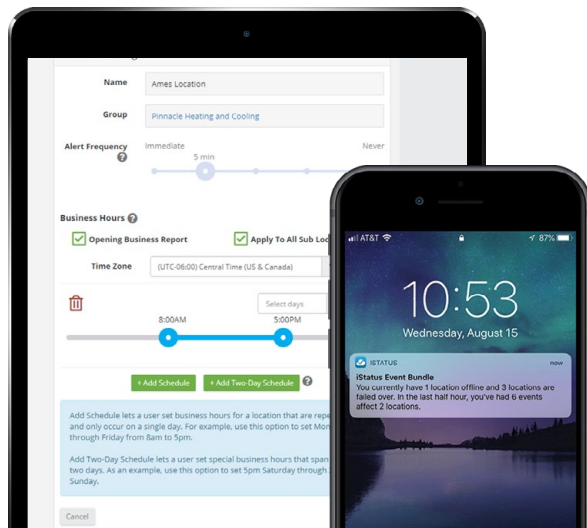 Name
Ames Location
Group
Pinnacle Heating and Cooling
Alert Frequency
Immediate
Never
5 min
Business Hours
Opening Business Report
Apply To All Sub Loc
Time Zone
(UTC-06:00) Central Time (US & Canada)
Select days
8:00AM
5:00PM
+ Add Schedule
+ Add Two-Day Schedule
Add Schedule lets a user set business hours for a location that are repe
and only occur on a single day. For example, use this option to set Mon
through Friday from 8am to 5pm.
Add Two-Day Schedule lets a user set special business hours that span
two days. As an example, use this option to set 5pm Saturday through
Sunday.
Cancel
AT&T
87%
10:53
Wednesday, August 15
ISTATUS
now
iStatus Event Bundle
You currently have 1 location offline and 3 locations are
failed over. In the last half hour, you've had 6 events
affect 2 locations.